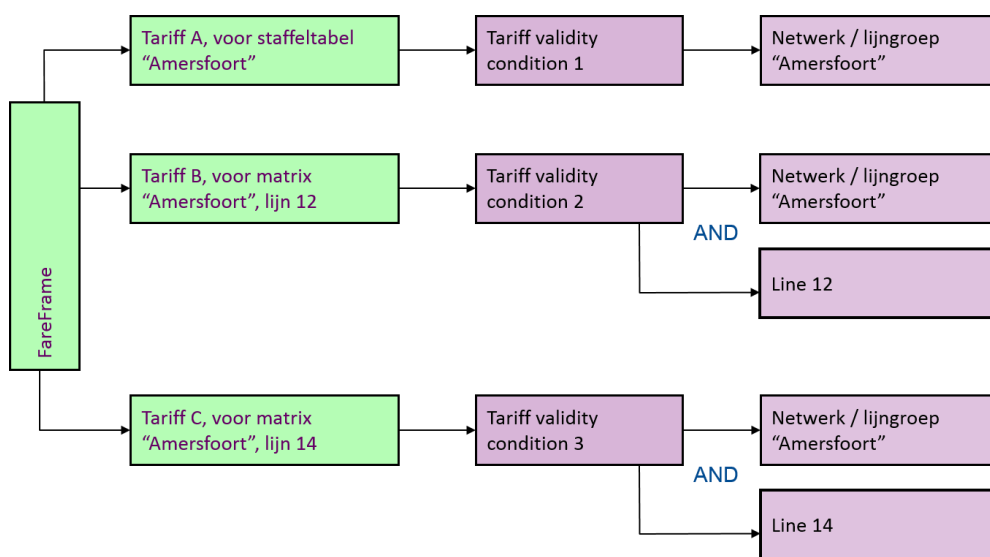 Tariff A, voor staffeltabel
“Amersfoort”
Tariff validity
condition 1
Netwerk / lijngroep
“Amersfoort”
FareFrame
Tariff B, voor matrix
“Amersfoort”, lijn 12
Tariff validity
condition 2
Netwerk / lijngroep
“Amersfoort”
AND
Line 12
Tariff C, voor matrix
“Amersfoort”, lijn 14
Tariff validity
condition 3
Netwerk / lijngroep
“Amersfoort”
AND
Line 14